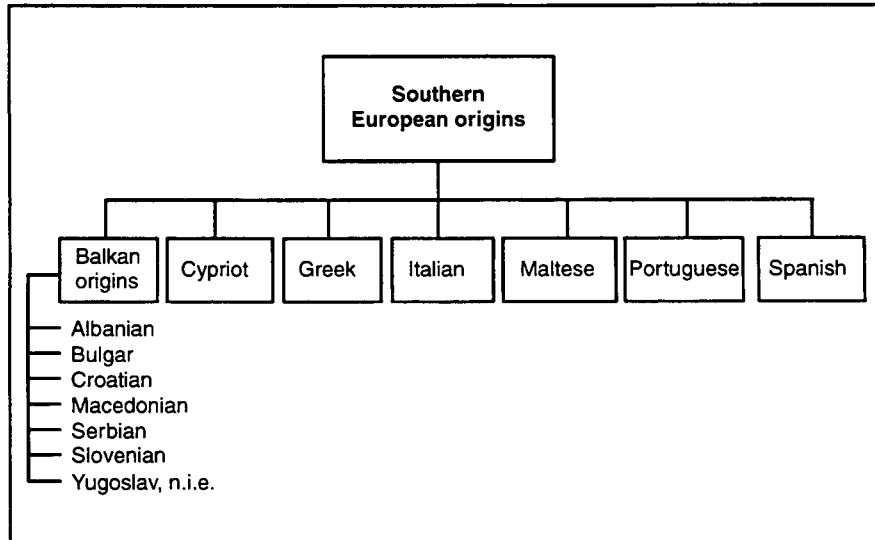 Southern
European origins
Balkan
origins
Cypriot
Greek
Italian
Maltese
Portuguese
Spanish
Albanian
Bulgar
Croatian
Macedonian
Serbian
Slovenian
Yugoslav, n.i.e.